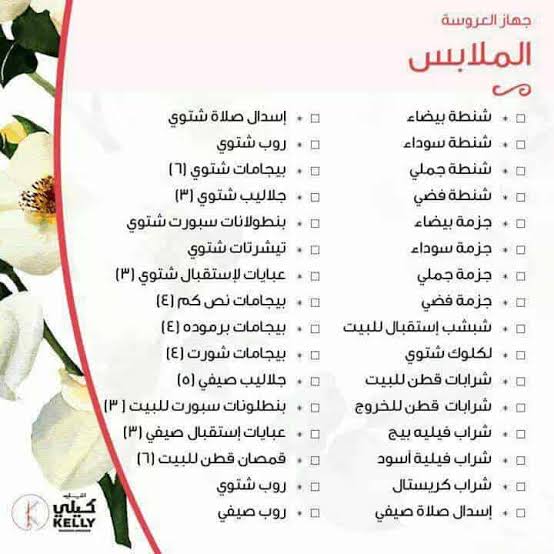 جهاز العروسة
الملابس
شنطة بيضاء
شنطة سوداء
شنطة جملي
شنطة فضي
جزمة بيضاء
جزمة سوداء
جزمة جملي
جزمة فضي
شبشب إستقبال للبيت
لكلوك شتوي
شرابات قطن للبيت
شرابات قطن للخروج
شراب فيليه بيج
شراب فيلية أسود
شراب كريستال
إسدال صلاة صيفي
إسدال صلاة شتوي
روب شتوي
بيجامات شتوي (٦)
جلاليب شتوي (٣)
بنطولانات سبورت شتوي
تيشرتات شتوي
عبايات لإستقبال شتوي (٣)
بيجامات نص كم (٤)
بيجامات برموده (٤)
بيجامات شورت (٤)
جلاليب صيفي (٥)
بنطلونات سبورت للبيت (٣)
عبايات إستقبال صيفي (٣)
قمصان قطن للبيت (٦)
روب شتوي
روب صيفي
كيلي
KELLY